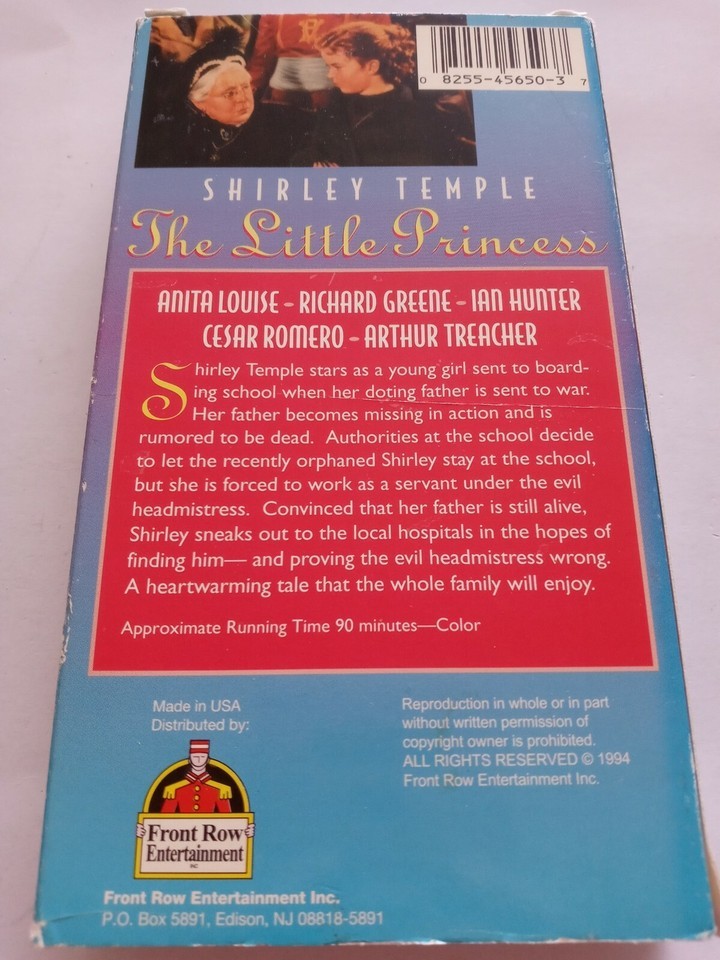 0 8255-45650-3 7
SHIRLEY TEMPLE
The Little Princess
ANITA LOUISE - RICHARD GREENE - IAN HUNTER
CESAR ROMERO - ARTHUR TREACHER
Shirley Temple stars as a young girl sent to board-
ing school when her doting father is sent to war.
Her father becomes missing in action and is
rumored to be dead. Authorities at the school decide
to let the recently orphaned Shirley stay at the school,
but she is forced to work as a servant under the evil
headmistress. Convinced that her father is still alive,
Shirley sneaks out to the local hospitals in the hopes of
finding him— and proving the evil headmistress wrong.
A heartwarming tale that the whole family will enjoy.
Approximate Running Time 90 minutes—Color
Made in USA
Distributed by:
Front Row
Entertainment
INC
Front Row Entertainment Inc.
P.O. Box 5891, Edison, NJ 08818-5891
Reproduction in whole or in part
without written permission of
copyright owner is prohibited.
ALL RIGHTS RESERVED © 1994
Front Row Entertainment Inc.